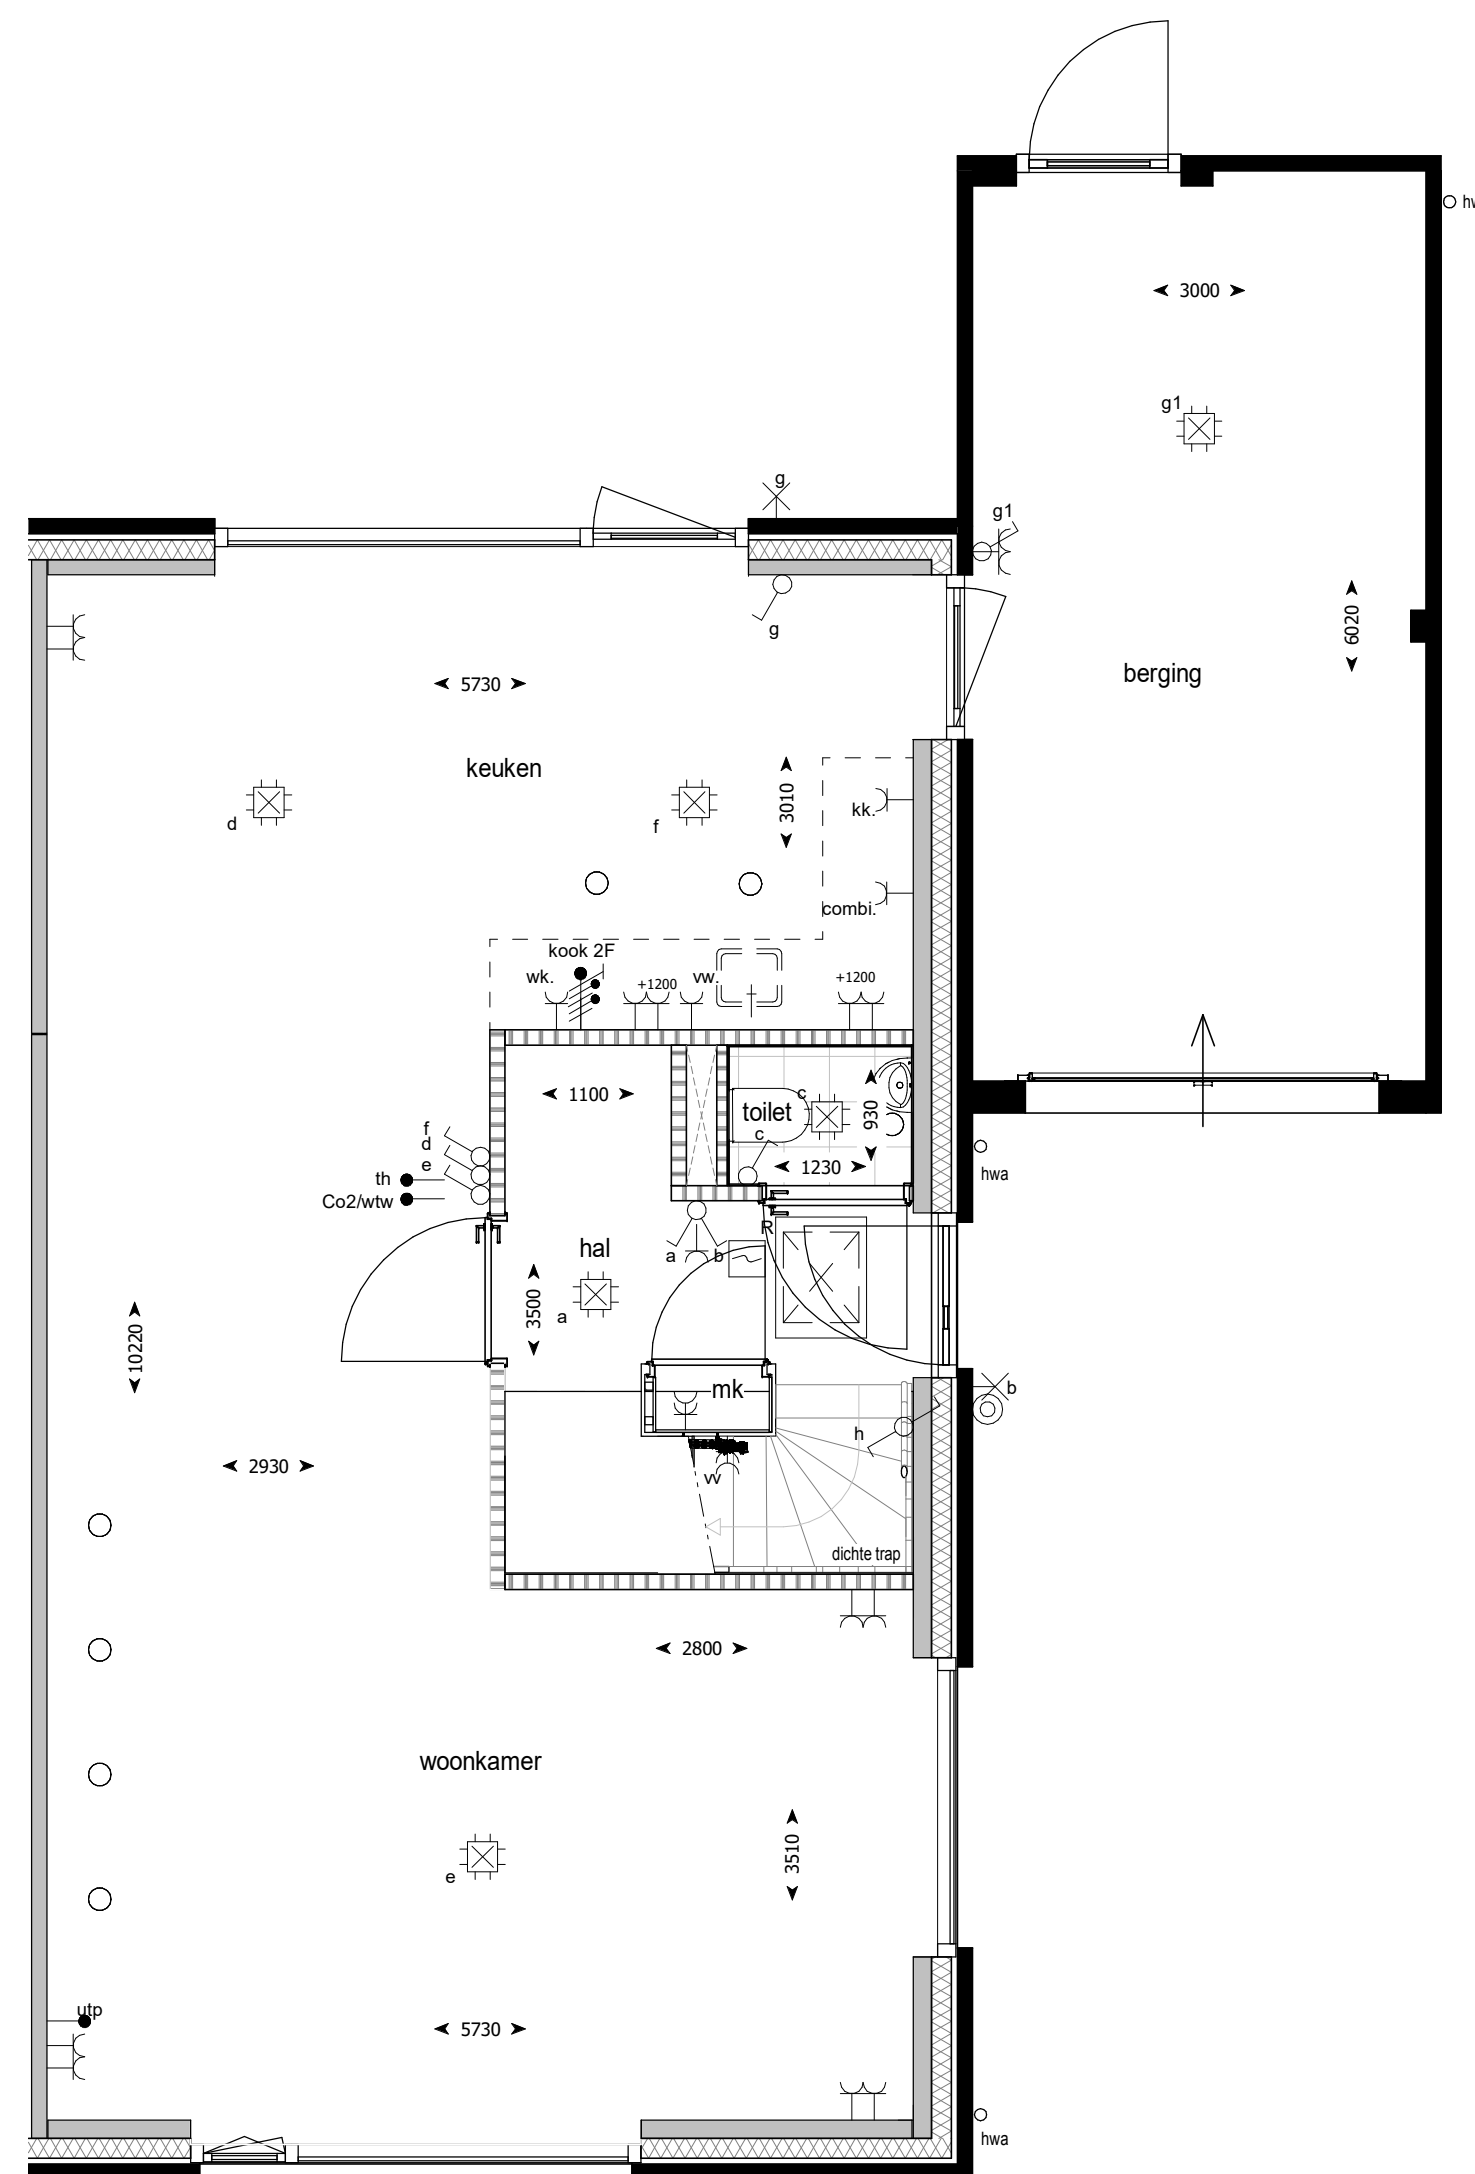 hw
3000
g1
g
g1
g
5730
6020
berging
keuken
3010
kk.
d
f
combi.
kook 2F
wk.
+1200
vw.
+1200
1100
c
toilet
930
c
1230
f
d
e
th
Co2/wtw
hwa
R
a
b
hal
3500
a
10220
mk
b
h
2930
vv
dichte trap
2800
woonkamer
3510
e
utp
5730
hwa